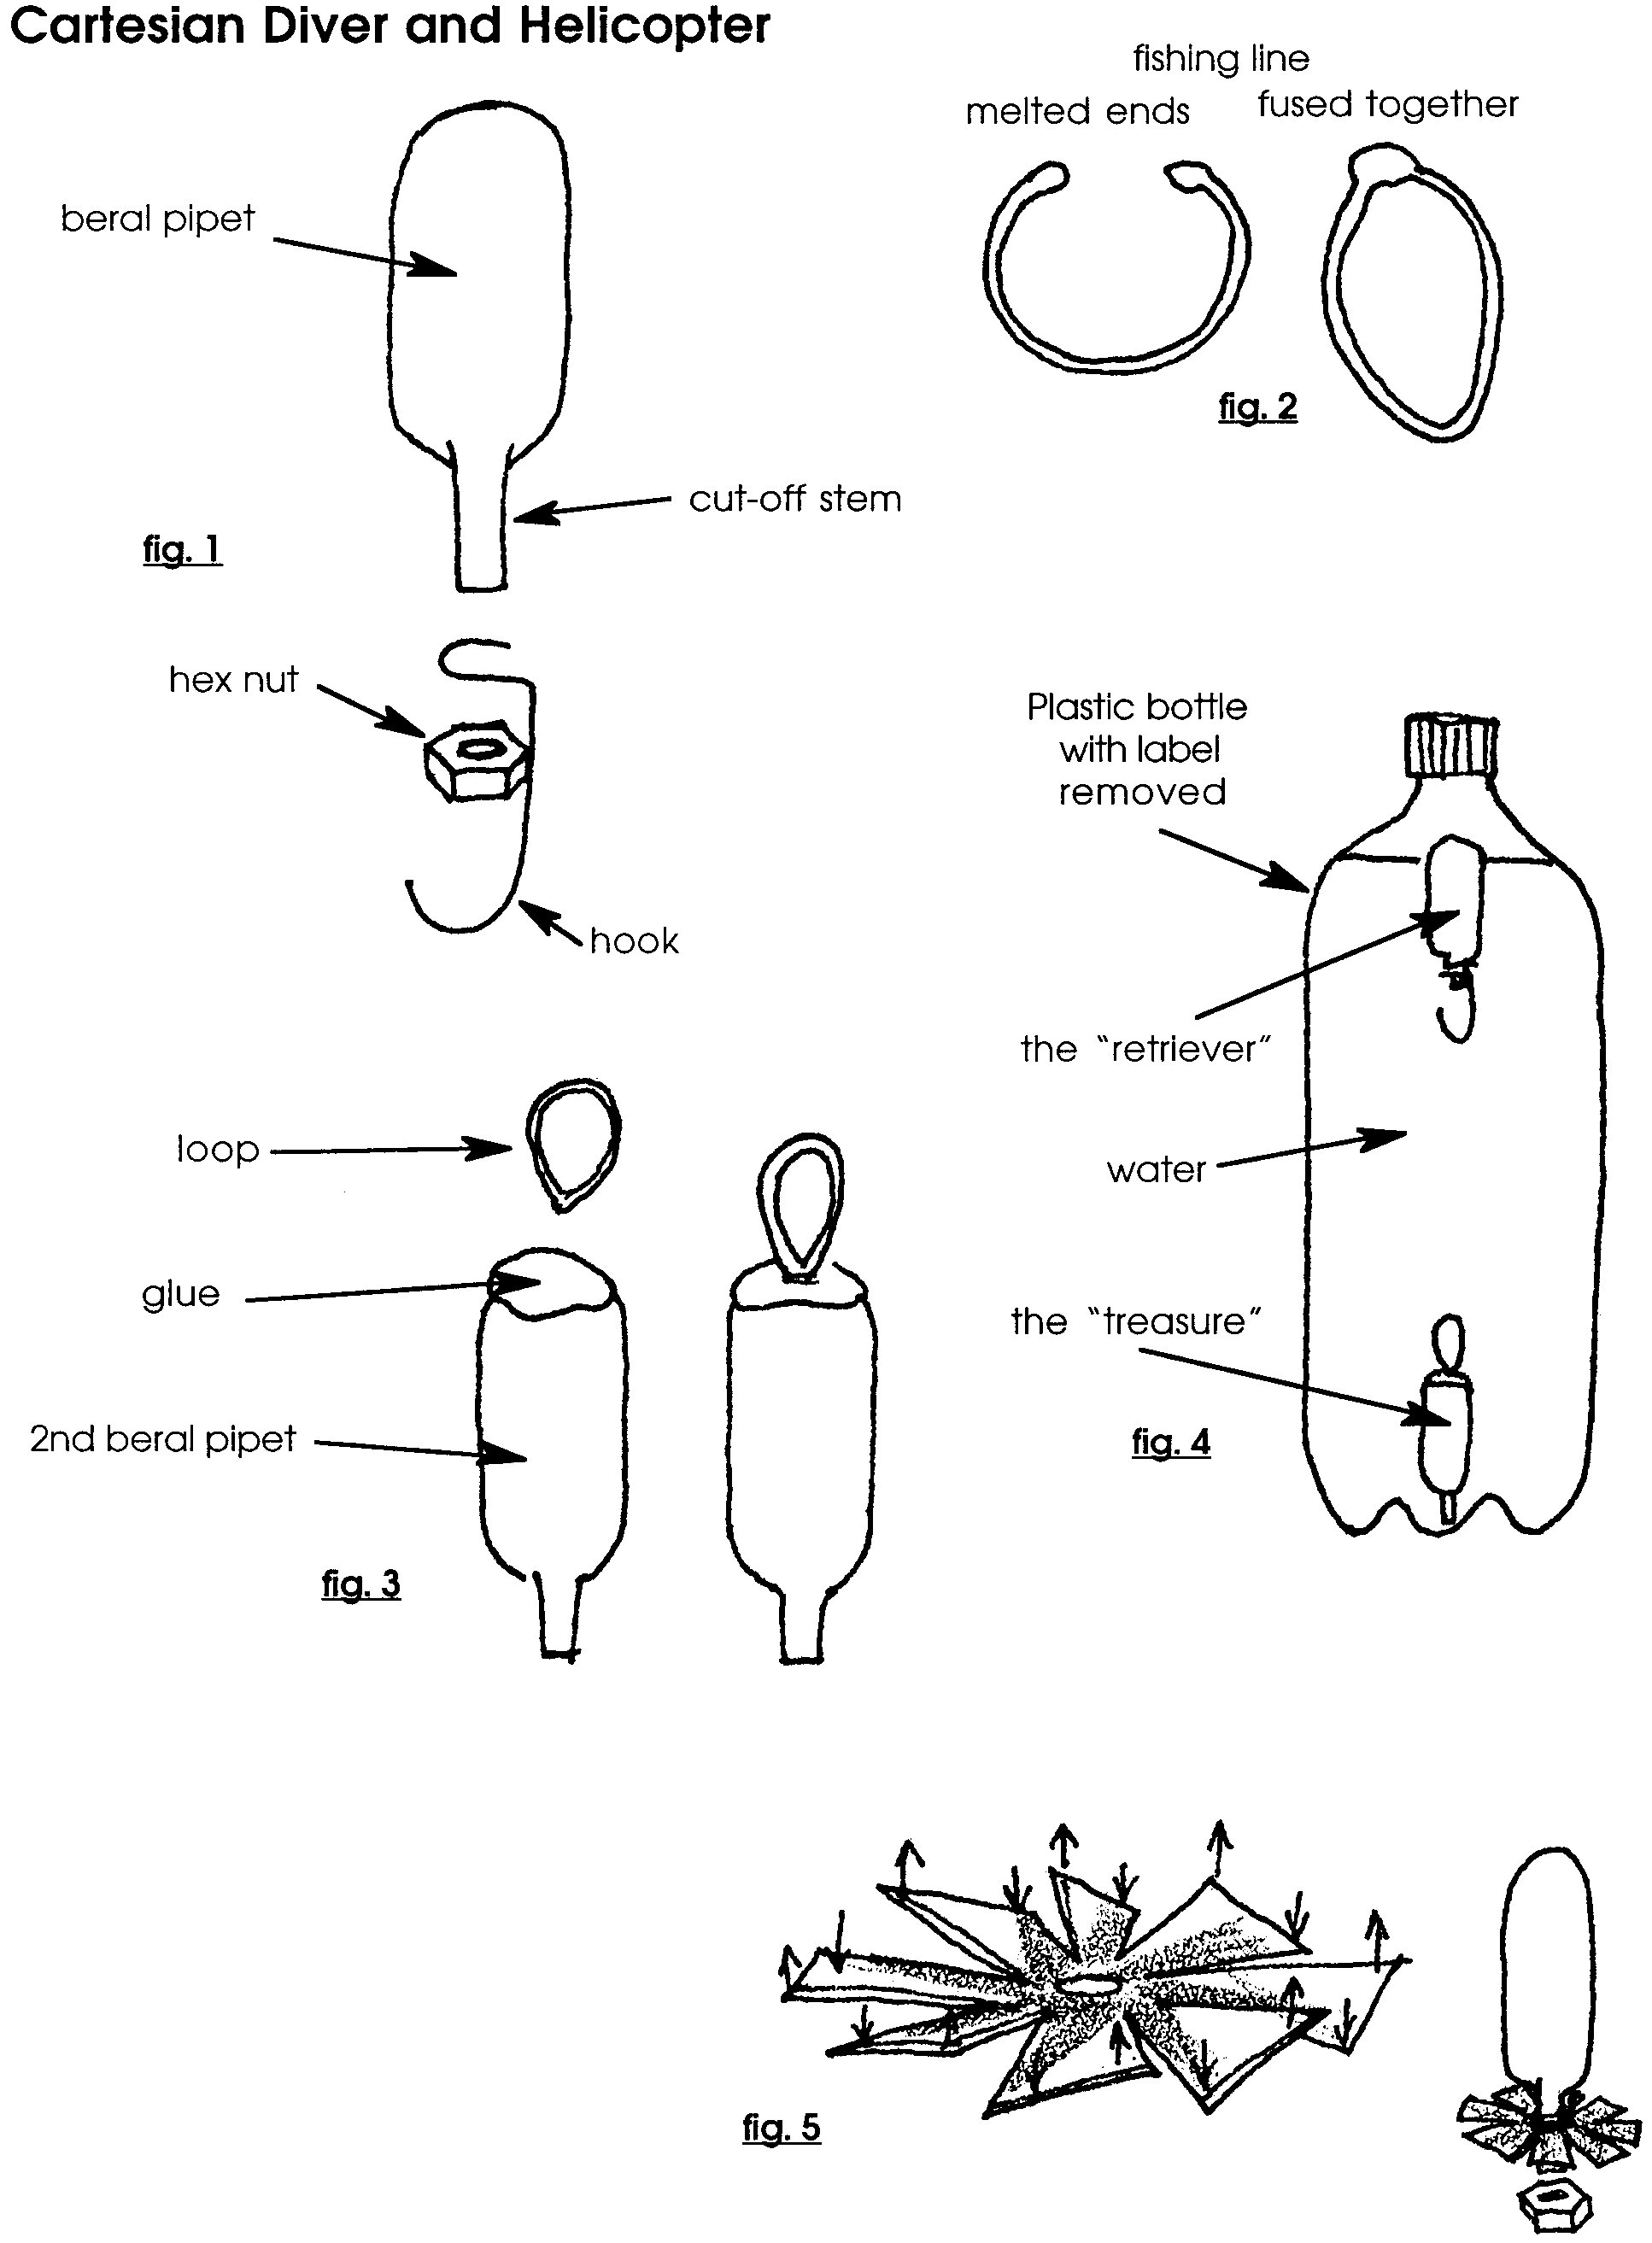 Cartesian Diver and Helicopter
fishing line
melted ends
fused together
beral pipet
fig. 2
cut-off stem
fig. 1
hex nut
Plastic bottle
with label
removed
hook
the "retriever"
loop
water
glue
the "treasure"
2nd beral pipet
fig. 4
fig. 3
fig. 5